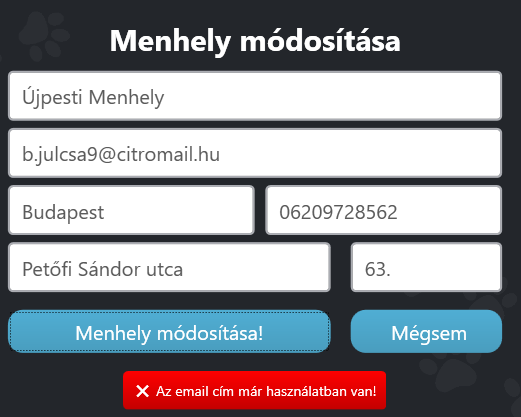 Menhely módosítása
Újpesti Menhely
b.julcsa9@citromail.hu
Budapest 06209728562
Petőfi Sándor utca 63.
Menhely módosítása! Mégsem
Az email cím már használatban van!